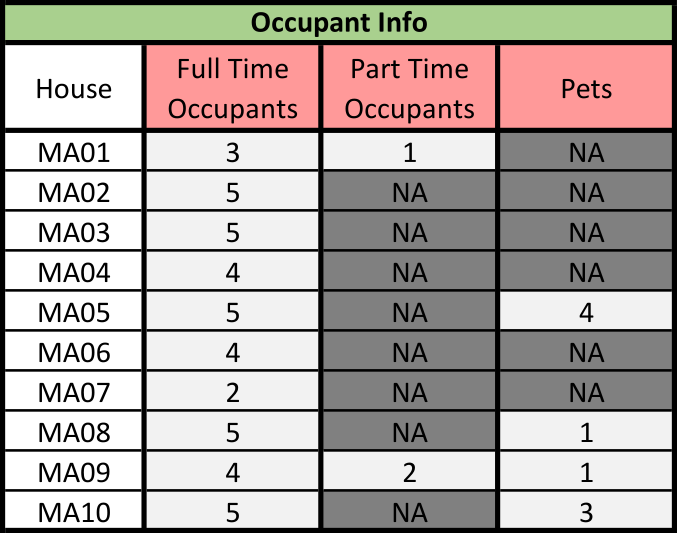 Occupant Info
House Full Time Occupants Part Time Occupants Pets
MA01 3 1 NA
MA02 5 NA NA
MA03 5 NA NA
MA04 4 NA NA
MA05 5 NA 4
MA06 4 NA NA
MA07 2 NA NA
MA08 5 NA 1
MA09 4 2 1
MA10 5 NA 3